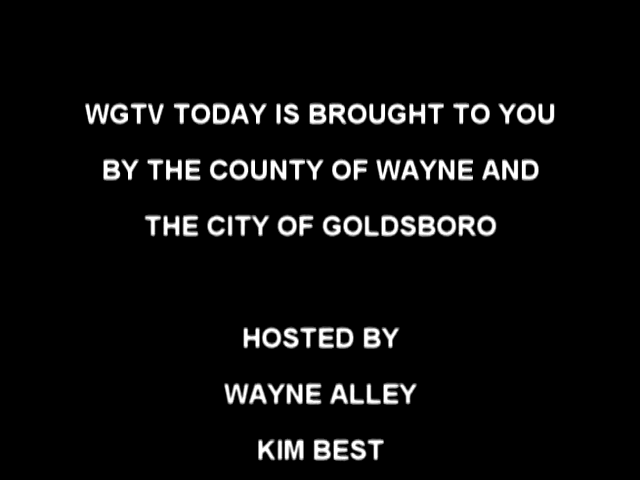 WGTV TODAY IS BROUGHT TO YOU
BY THE COUNTY OF WAYNE AND
THE CITY OF GOLDSBORO
HOSTED BY
WAYNE ALLEY
KIM BEST